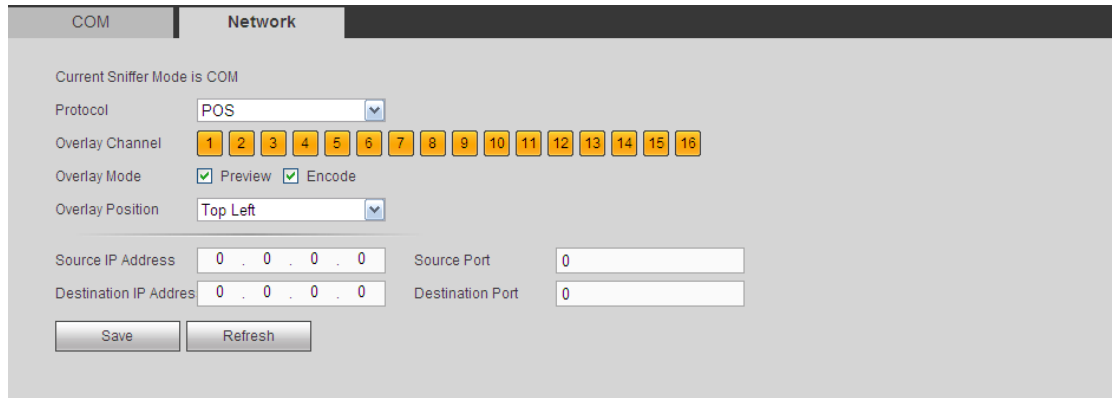 COM Network
Current Sniffer Mode is COM
Protocol POS
Overlay Channel 1 2 3 4 5 6 7 8 9 10 11 12 13 14 15 16
Overlay Mode Preview Encode
Overlay Position Top Left
Source IP Address 0 . 0 . 0 . 0 Source Port 0
Destination IP Addres 0 . 0 . 0 . 0 Destination Port 0
Save Refresh